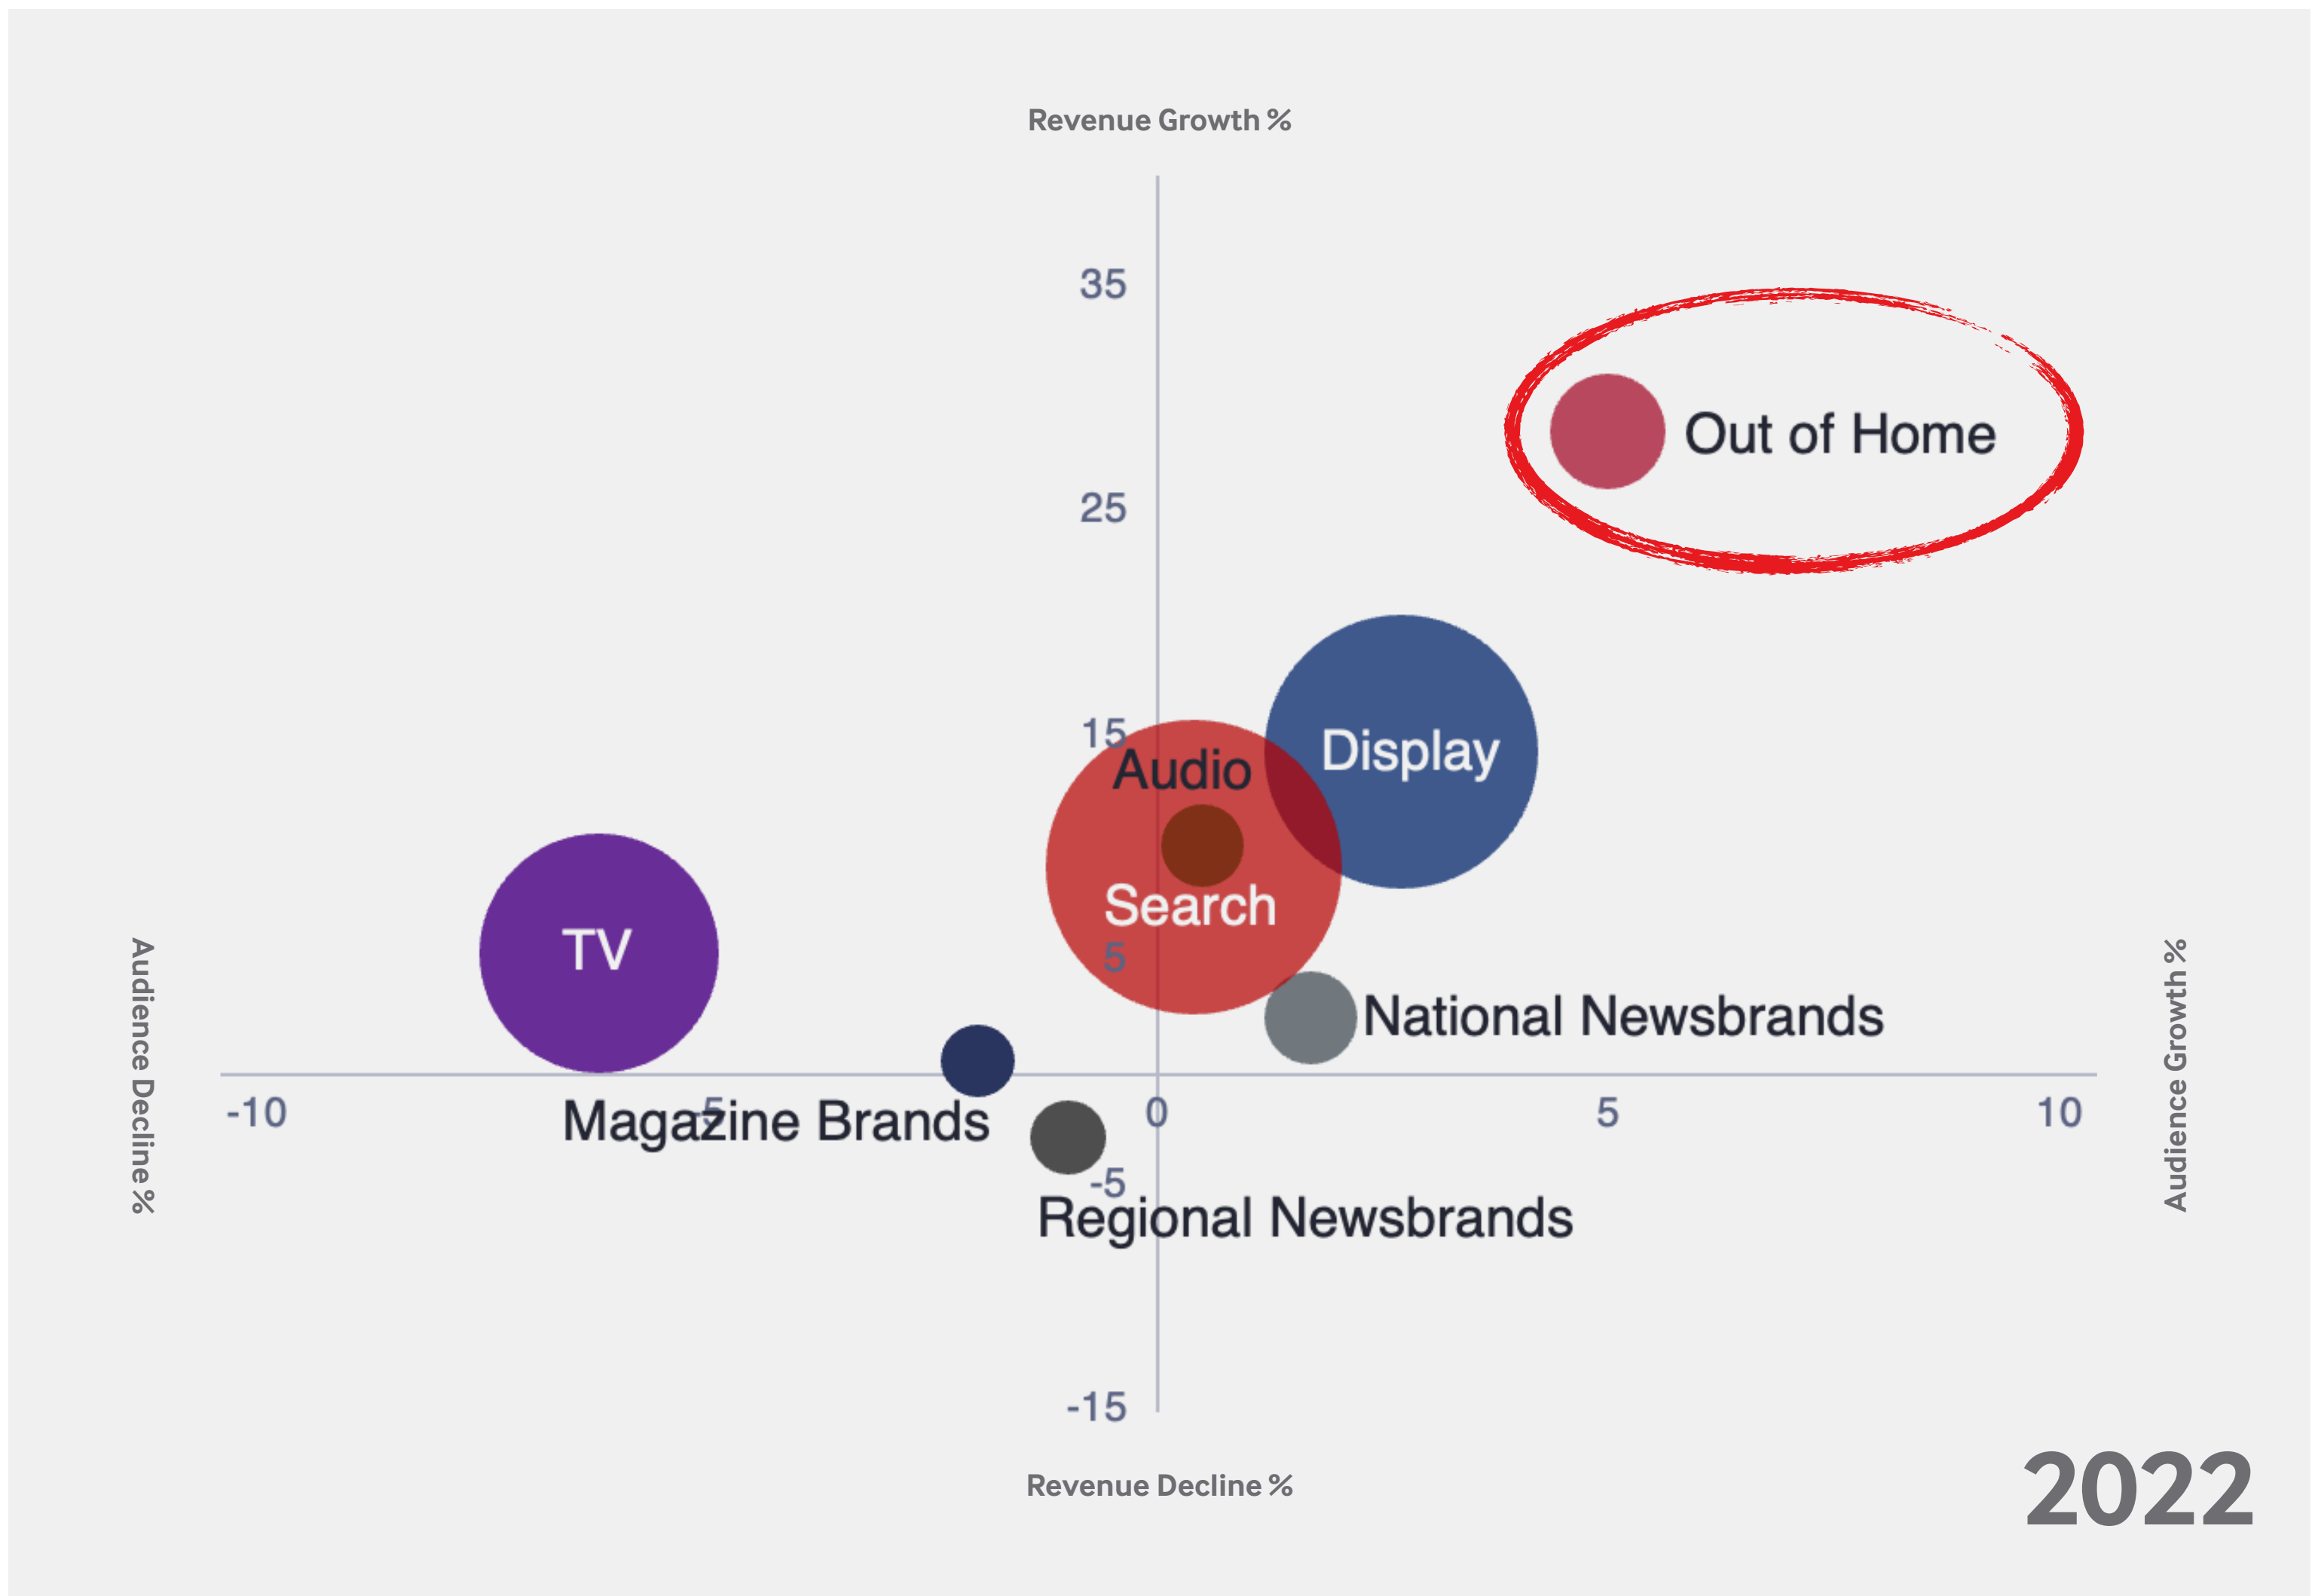 Revenue Growth %
35
Out of Home
25
15
Display
Audio
Search
TV
5
National Newsbrands
Audience Decline %
Audience Growth %
-10
-5
0
5
10
Magazine Brands
-5
Regional Newsbrands
-15
Revenue Decline %
2022